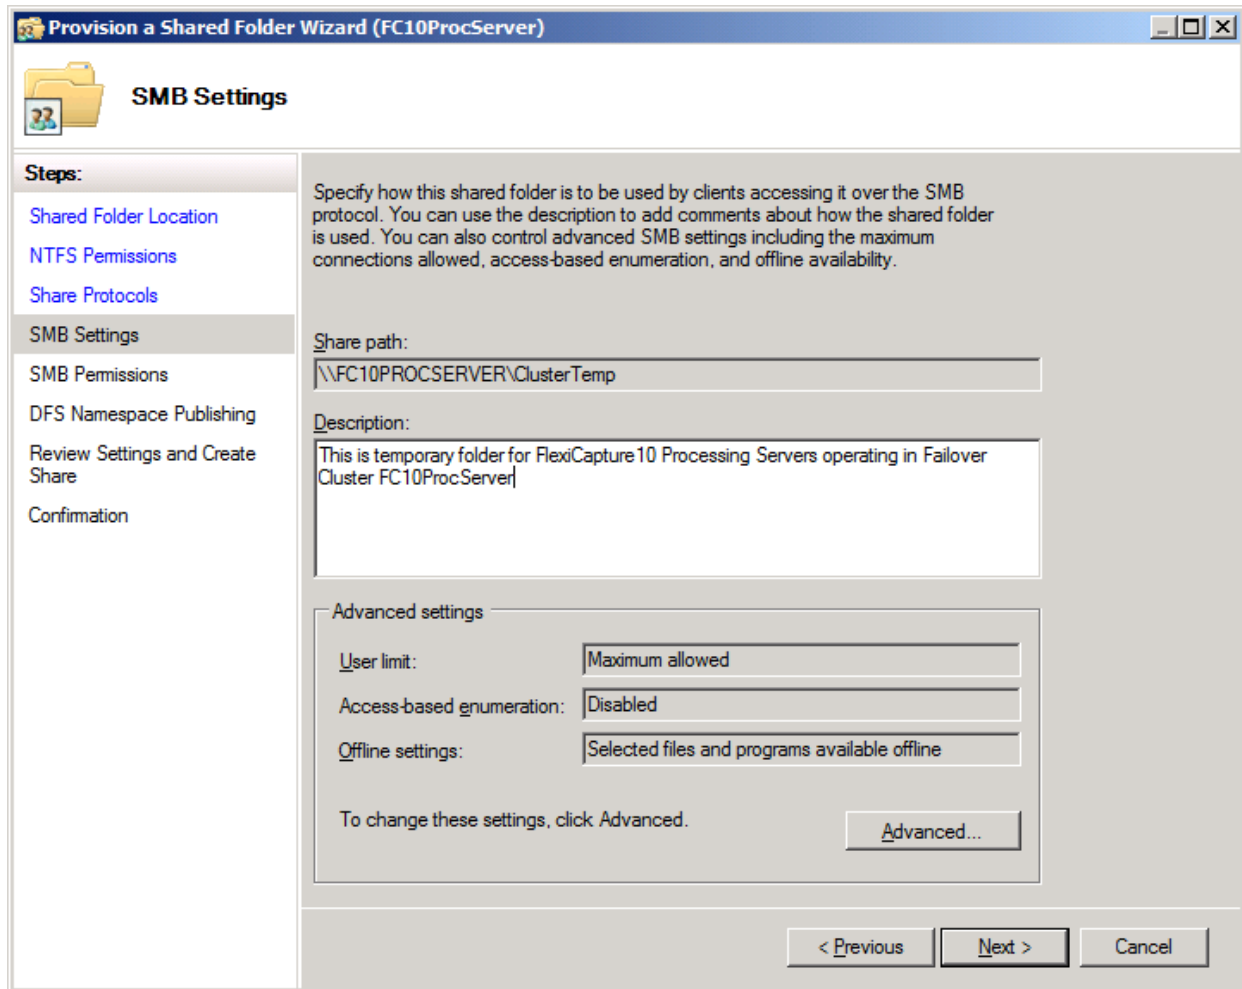 Provision a Shared Folder Wizard (FC10ProcServer)
SMB Settings
Steps:
Shared Folder Location
NTFS Permissions
Share Protocols
SMB Settings
SMB Permissions
DFS Namespace Publishing
Review Settings and Create
Share
Confirmation
Specify how this shared folder is to be used by clients accessing it over the SMB
protocol. You can use the description to add comments about how the shared folder
is used. You can also control advanced SMB settings including the maximum
connections allowed, access-based enumeration, and offline availability.
Share path:
\\FC10PROCSERVER\ClusterTemp
Description:
This is temporary folder for FlexiCapture10 Processing Servers operating in Failover
Cluster FC10ProcServer
Advanced settings
User limit: Maximum allowed
Access-based enumeration: Disabled
Offline settings: Selected files and programs available offline
To change these settings, click Advanced.
Advanced...
< Previous Next > Cancel